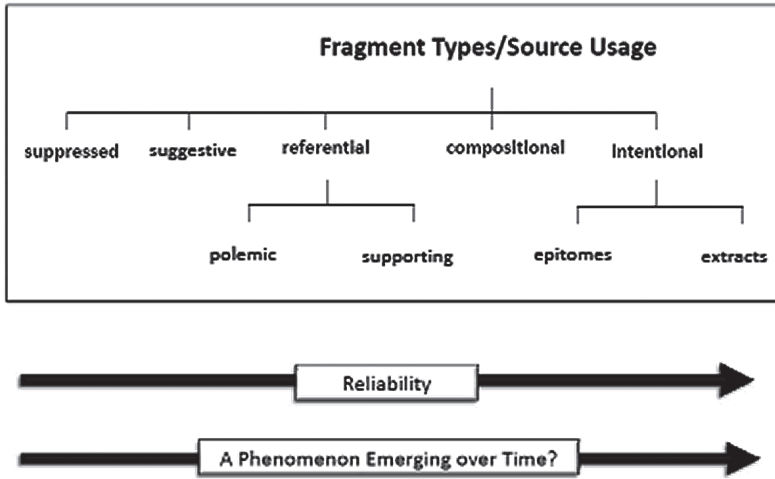 Fragment Types/Source Usage
suppressed suggestive referential compositional intentional
polemic supporting epitomes extracts
Reliability
A Phenomenon Emerging over Time?